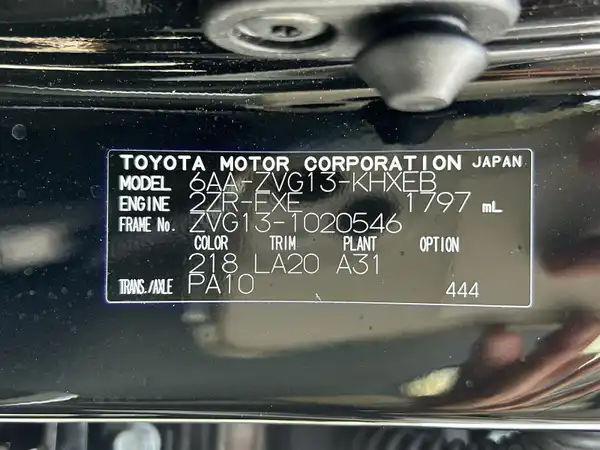 TOYOTA MOTOR CORPORATION JAPAN
MODEL 6AA-ZVG13-KHXEB
ENGINE 2ZR-EXE 1797 mL
FRAME No. ZVG13-1020546
COLOR TRIM PLANT OPTION
218 LA20 A31
TRANS./AXLE PA10 444